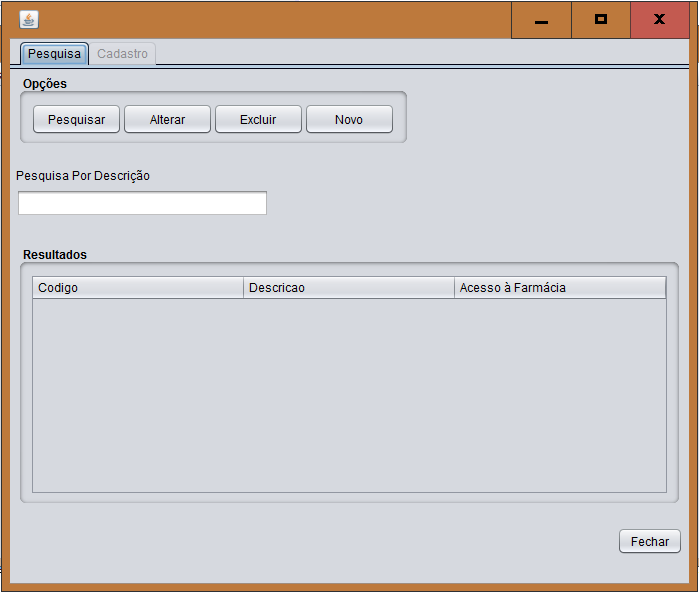 Pesquisa Cadastro
Opções
Pesquisar Alterar Excluir Novo
Pesquisa Por Descrição
Resultados
Codigo Descricao Acesso à Farmácia
Fechar